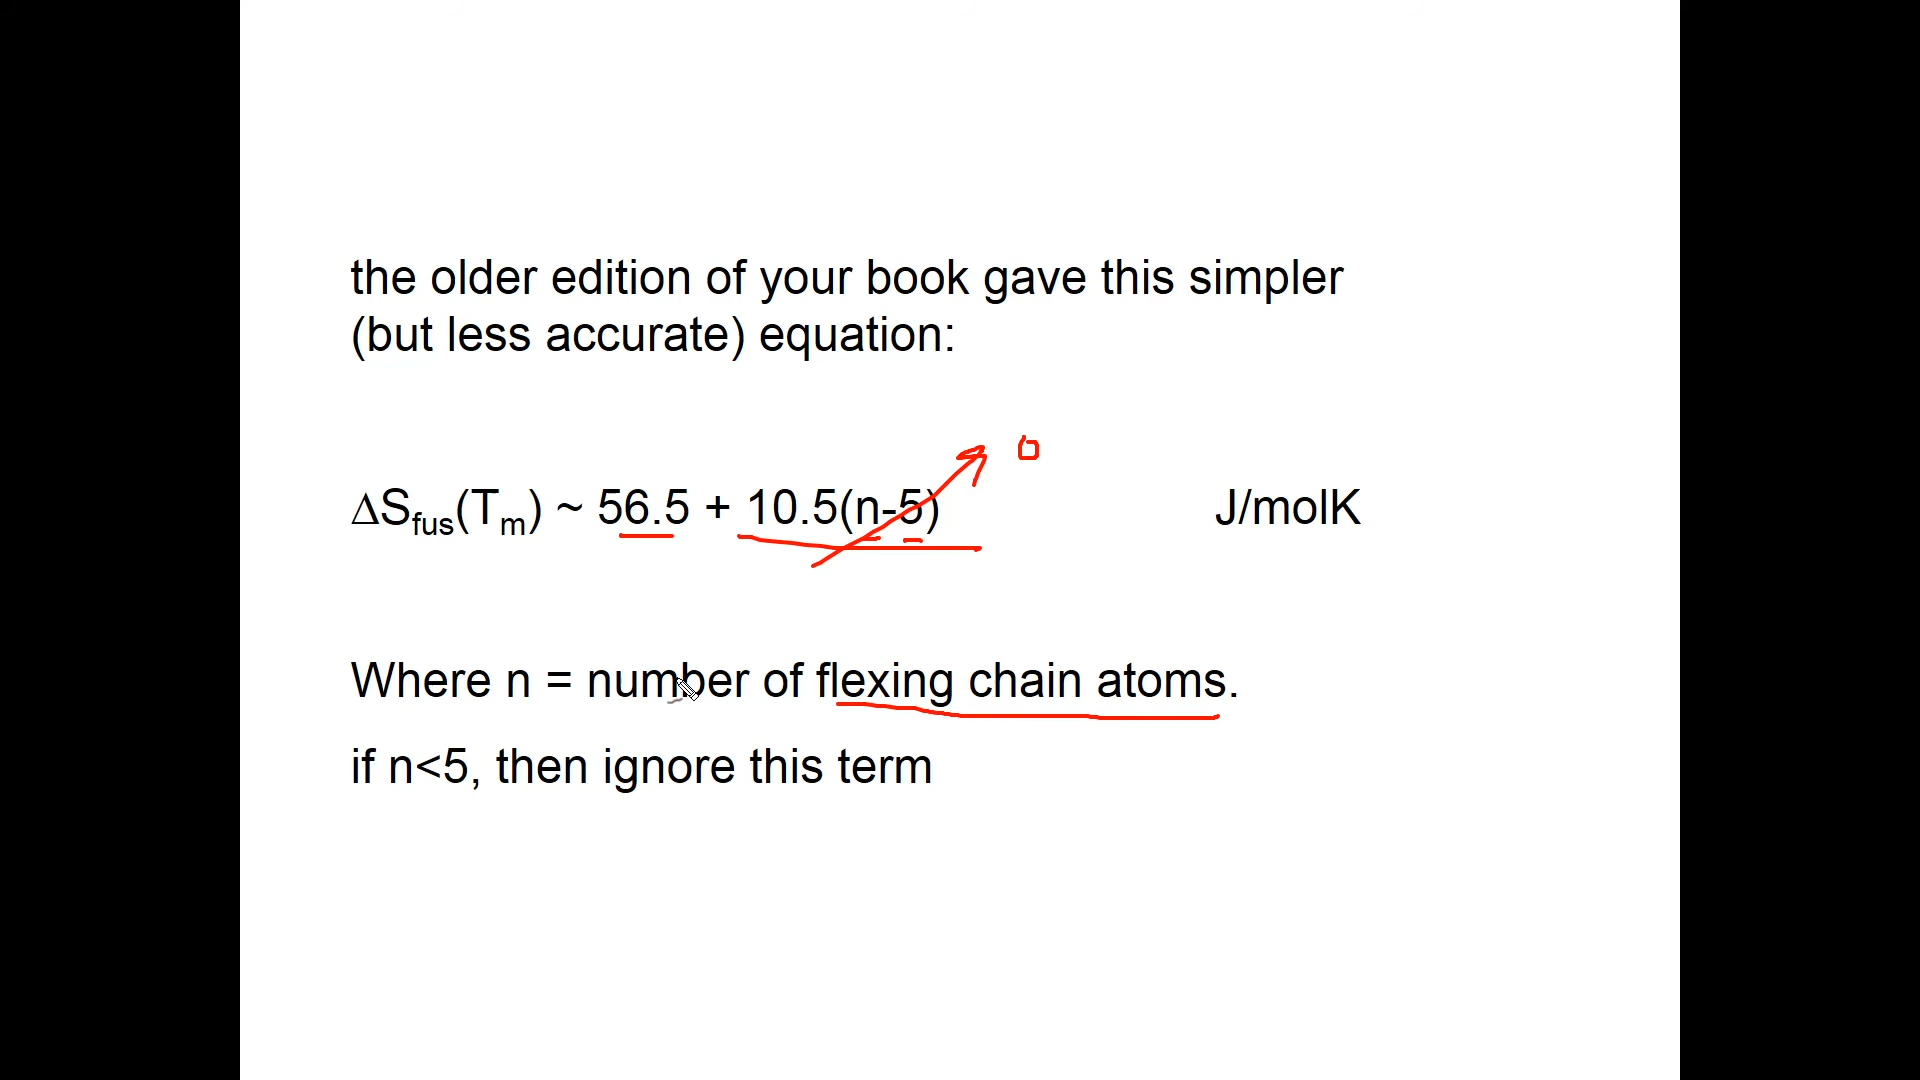 the older edition of your book gave this simpler
(but less accurate) equation:
0
ΔSfus(Tm) ~ 56.5 + 10.5(n-5) J/molK
Where n = number of flexing chain atoms.
if n<5, then ignore this term